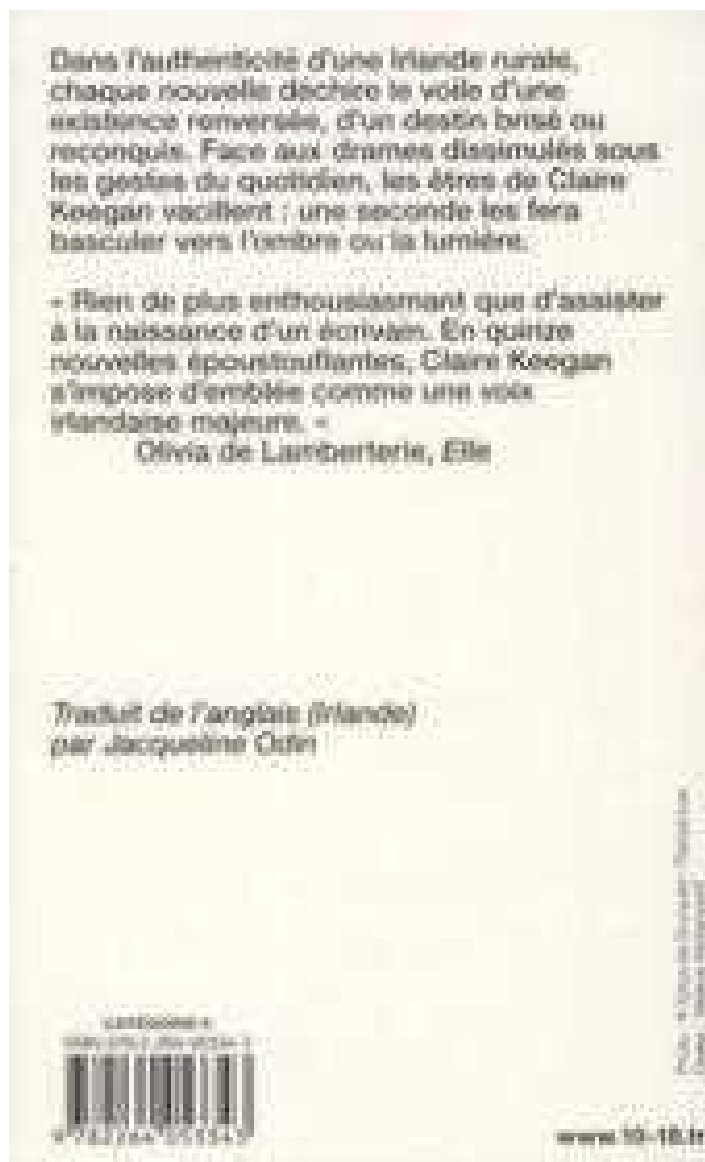 Dans l'authenticité d'une Irlande rurale,
chaque nouvelle déchire le voile d'une
existence renversée, d'un destin brisé ou
reconquis. Face aux drames dissimulés sous
les gestes du quotidien, les êtres de Claire
Keegan vacillent : une seconde les fera
basculer vers l'ombre ou la lumière.
« Rien de plus enthousiasmant que d'assister
à la naissance d'un écrivain. En quinze
nouvelles époustouflantes, Claire Keegan
s'impose d'emblée comme une voix
irlandaise majeure. »
Olivia de Lamberterie, Elle
Traduit de l'anglais (Irlande)
par Jacqueline Odin
www.10-18.fr